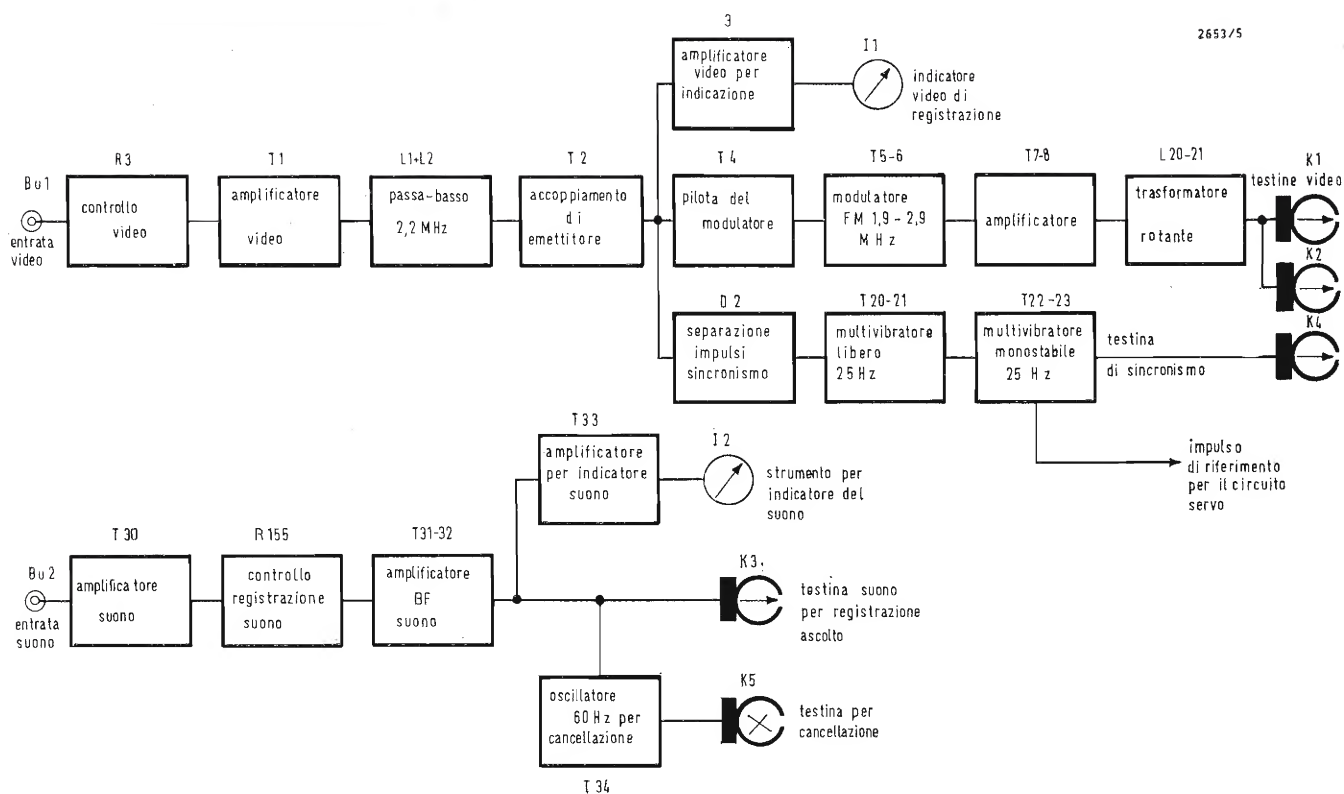 2653/5
3
amplificatore
video per
indicazione
I1
indicatore
video di
registrazione
Bu1
entrata
video
R3
controllo
video
T1
amplificatore
video
L1+L2
passa-basso
2,2 MHz
T2
accoppiamento
di
emettitore
T4
pilota del
modulatore
T5-6
modulatore
FM 1,9-2,9
MHz
T7-8
amplificatore
L20-21
trasformatore
rotante
K1
testine video
K2
D2
separazione
impulsi
sincronismo
T20-21
multivibratore
libero
25Hz
T22-23
multivibratore
monostabile
25 Hz
testina
di sincronismo
K4
impulso
di riferimento
per il circuito
servo
T33
amplificatore
per indicatore
suono
I2
strumento per
indicatore del
suono
Bu2
entrata
suono
T30
amplificatore
suono
R155
controllo
registrazione
suono
T31-32
amplificatore
BF
suono
K3
testina suono
per registrazione
ascolto
oscillatore
60Hz per
cancellazione
T34
K5
testina per
cancellazione